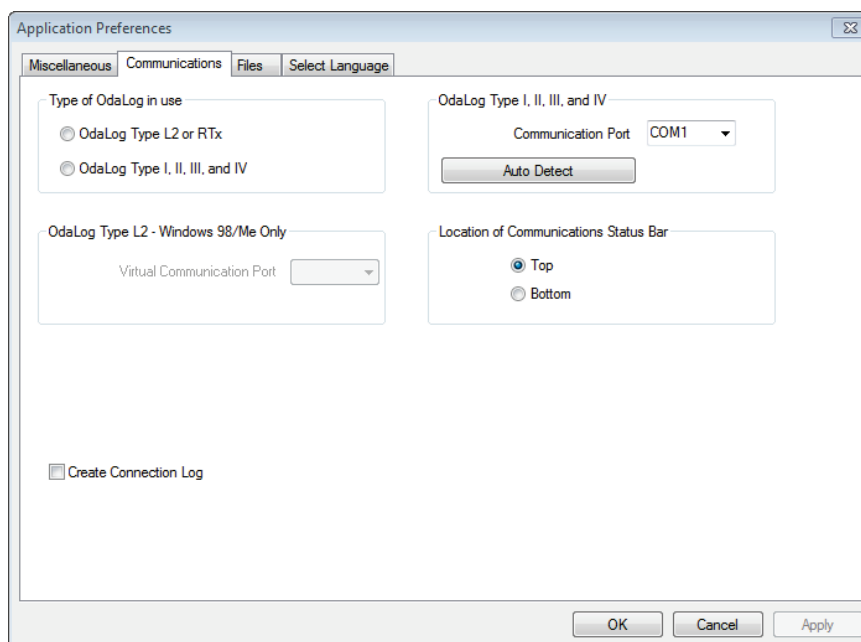 Application Preferences
Miscellaneous Communications Files Select Language
Type of OdaLog in use
OdaLog Type L2 or RTx
OdaLog Type I, II, III, and IV
OdaLog Type I, II, III, and IV
Communication Port COM1
Auto Detect
OdaLog Type L2 - Windows 98/Me Only
Virtual Communication Port
Location of Communications Status Bar
Top
Bottom
Create Connection Log
OK Cancel Apply